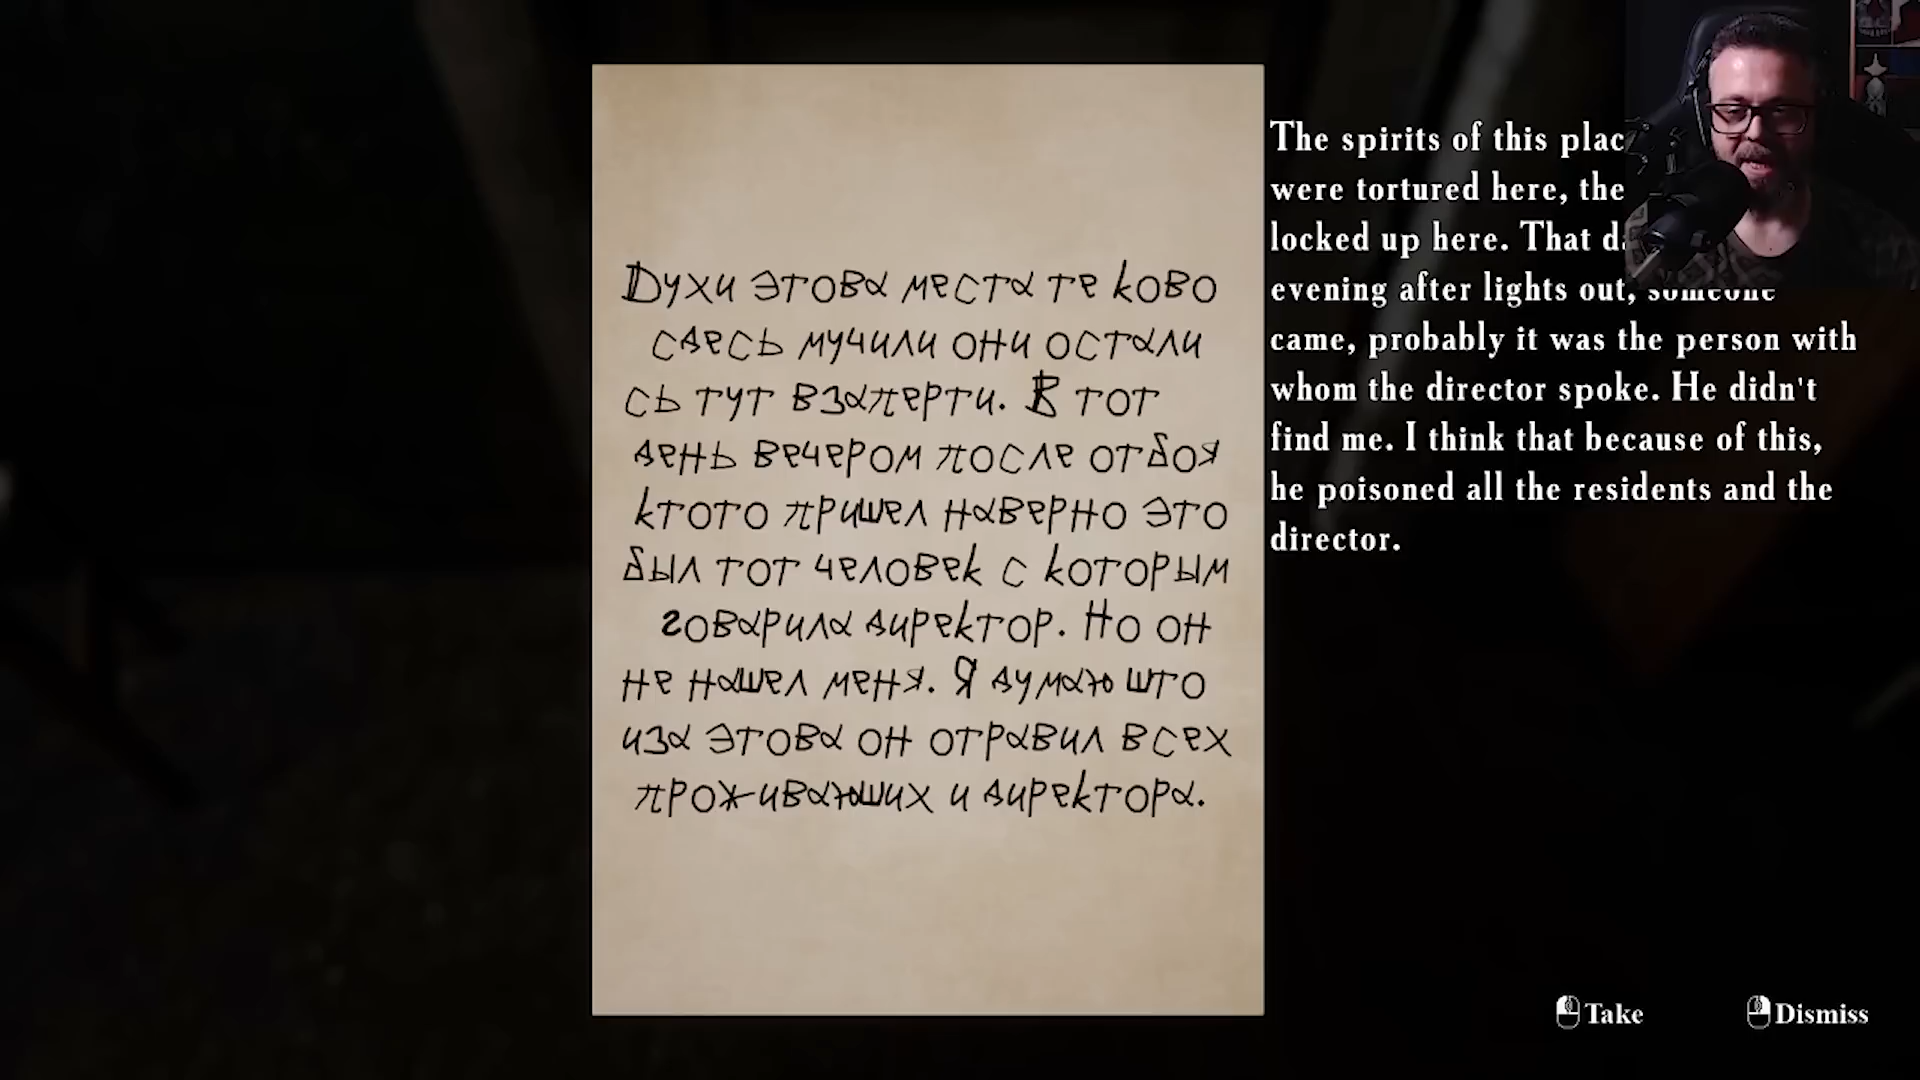 Духи этова места те ково
сдесь мучили они остали
сь тут взаперти. В тот
день вечером после отбоя
ктото пришел наверно это
был тот человек с которым
говарила директор. Но он
не нашел меня. Я думаю што
иза этова он отравил всех
проживаюших и директора.
The spirits of this plac
were tortured here, the
locked up here. That d
evening after lights out, someone
came, probably it was the person with
whom the director spoke. He didn't
find me. I think that because of this,
he poisoned all the residents and the
director.
Take
Dismiss